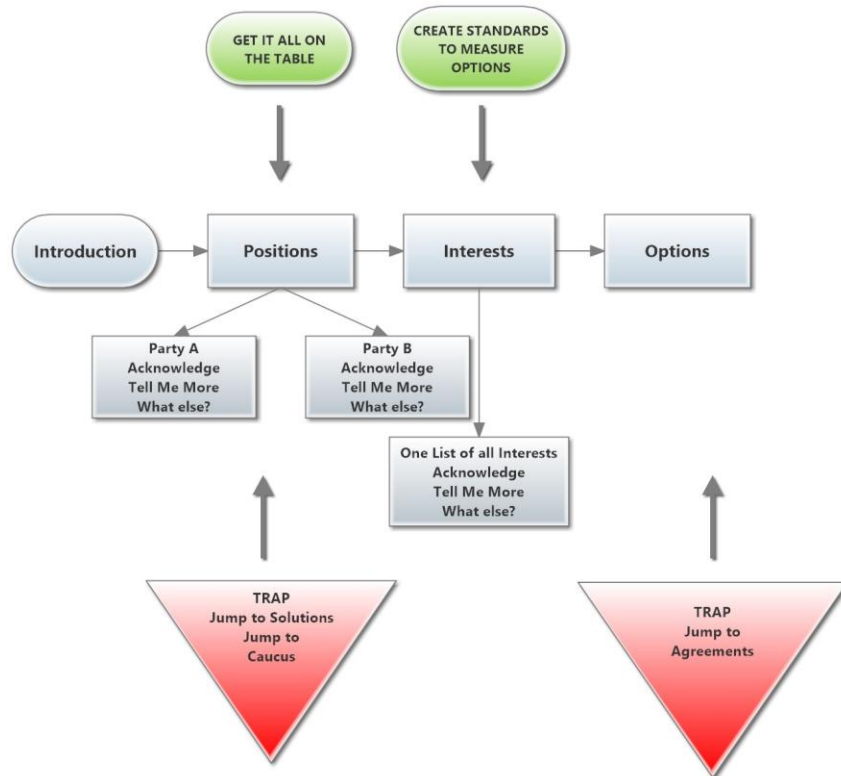 GET IT ALL ON
THE TABLE
CREATE STANDARDS
TO MEASURE
OPTIONS
Introduction
Positions
Interests
Options
Party A
Acknowledge
Tell Me More
What else?
Party B
Acknowledge
Tell Me More
What else?
One List of all Interests
Acknowledge
Tell Me More
What else?
TRAP
Jump to Solutions
Jump to
Caucus
TRAP
Jump to
Agreements